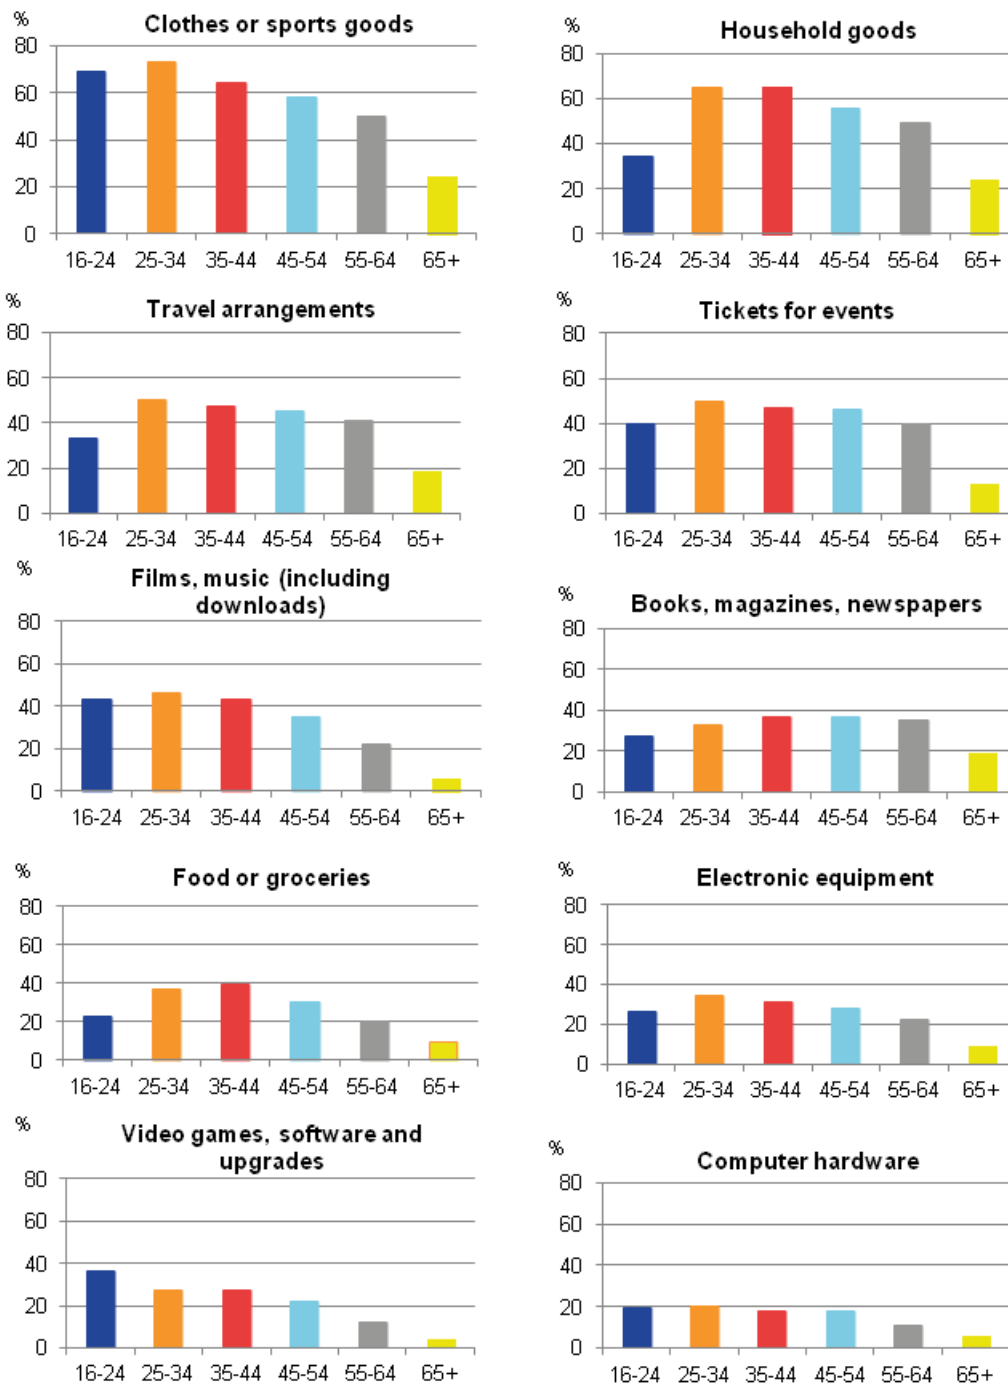 %
Clothes or sports goods
80
60
40
20
0
16-24 25-34 35-44 45-54 55-64 65+
%
Household goods
80
60
40
20
0
16-24 25-34 35-44 45-54 55-64 65+
%
Travel arrangements
80
60
40
20
0
16-24 25-34 35-44 45-54 55-64 65+
%
Tickets for events
80
60
40
20
0
16-24 25-34 35-44 45-54 55-64 65+
%
Films, music (including
downloads)
80
60
40
20
0
16-24 25-34 35-44 45-54 55-64 65+
%
Books, magazines, newspapers
80
60
40
20
0
16-24 25-34 35-44 45-54 55-64 65+
%
Food or groceries
80
60
40
20
0
16-24 25-34 35-44 45-54 55-64 65+
%
Electronic equipment
80
60
40
20
0
16-24 25-34 35-44 45-54 55-64 65+
%
Video games, software and
upgrades
80
60
40
20
0
16-24 25-34 35-44 45-54 55-64 65+
%
Computer hardware
80
60
40
20
0
16-24 25-34 35-44 45-54 55-64 65+